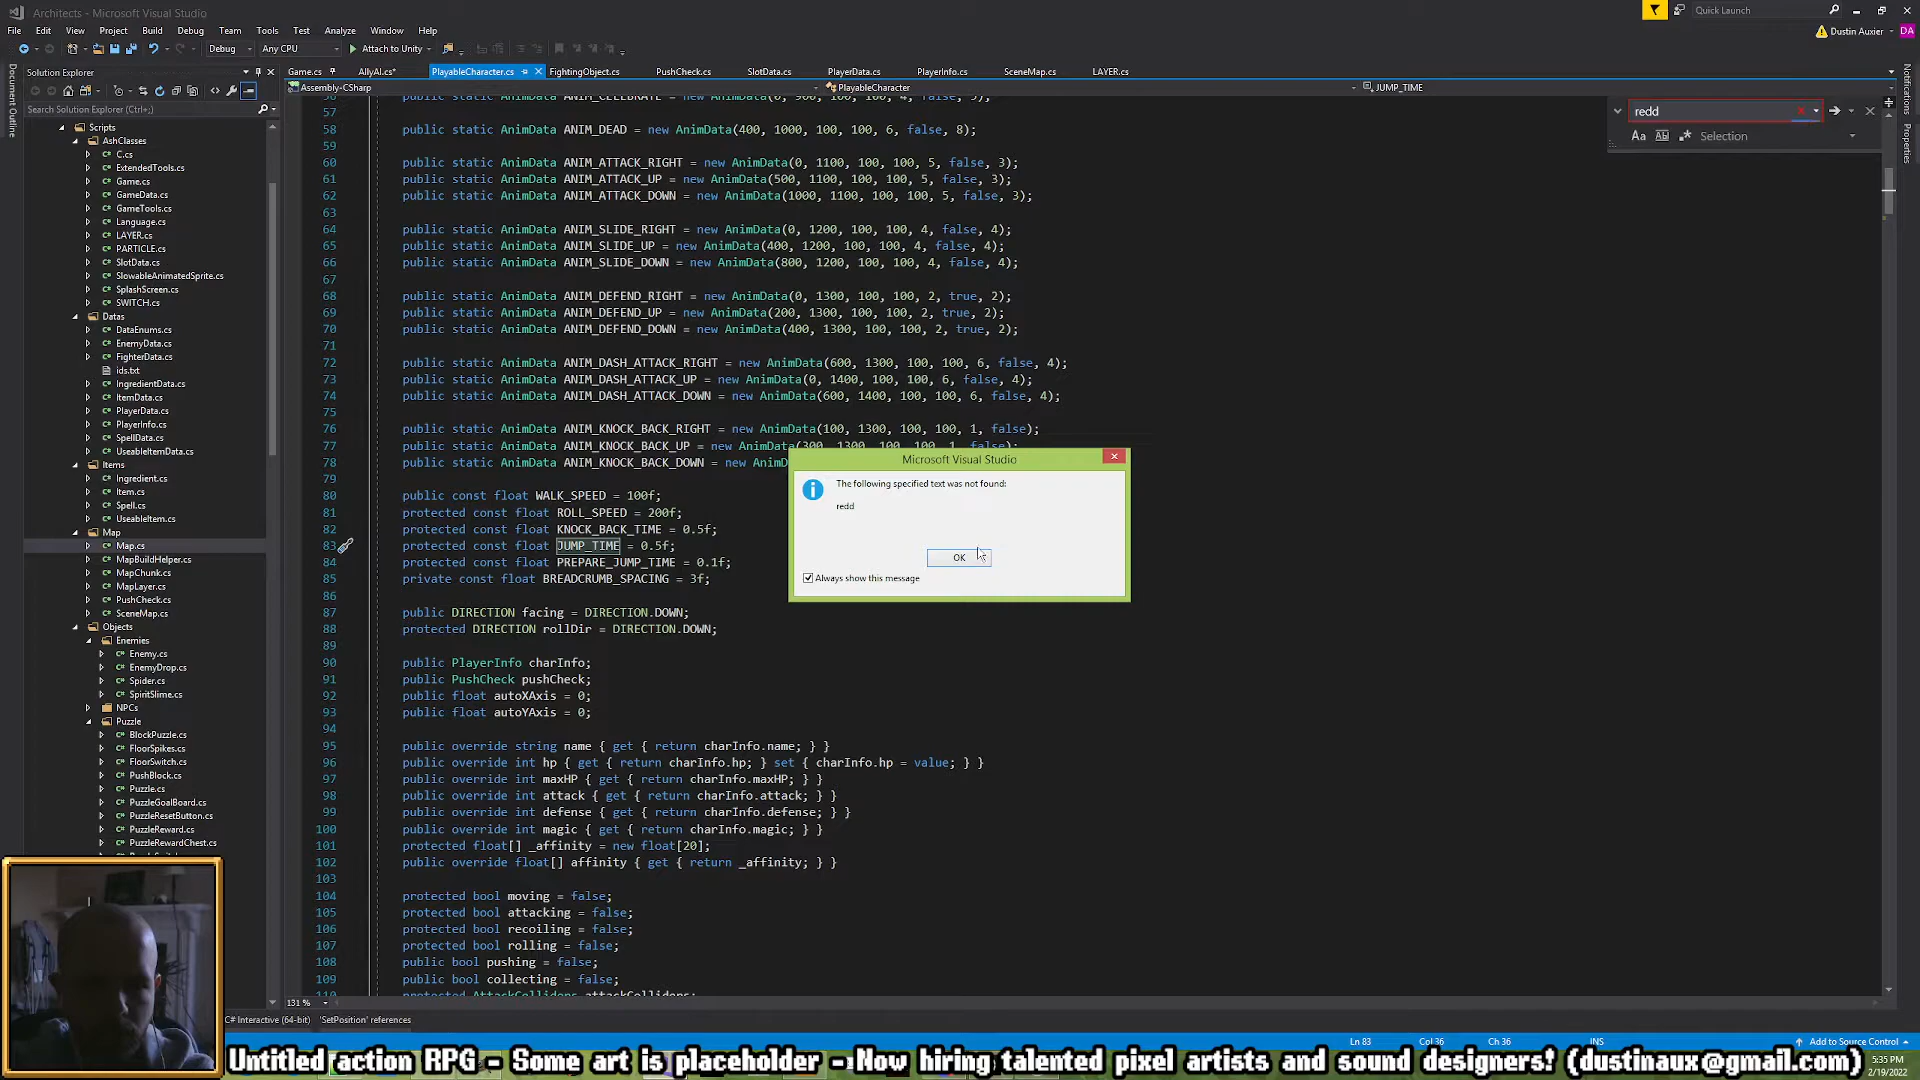 Architects - Microsoft Visual Studio
Quick Launch
File Edit View Project Build Debug Team Tools Test Analyze Window Help
Dustin Auxier DA
Debug Any CPU Attach to Unity
Document Outline
Solution Explorer
Search Solution Explorer (Ctrl+;)
Game.cs AllyAI.cs* PlayableCharacter.cs FightingObject.cs PushCheck.cs SlotData.cs PlayerData.cs PlayerInfo.cs SceneMap.cs LAYER.cs
Assembly-CSharp PlayableCharacter JUMP_TIME
redd
Aa Ab Selection
Notifications
Properties
Scripts
AshClasses
C.cs
ExtendedTools.cs
Game.cs
GameData.cs
GameTools.cs
Language.cs
LAYER.cs
PARTICLE.cs
SlotData.cs
SlowableAnimatedSprite.cs
SplashScreen.cs
SWITCH.cs
Datas
DataEnums.cs
EnemyData.cs
FighterData.cs
ids.txt
IngredientData.cs
ItemData.cs
PlayerData.cs
PlayerInfo.cs
SpellData.cs
UseableItemData.cs
Items
Ingredient.cs
Item.cs
Spell.cs
UseableItem.cs
Map
Map.cs
MapBuildHelper.cs
MapChunk.cs
MapLayer.cs
PushCheck.cs
SceneMap.cs
Objects
Enemies
Enemy.cs
EnemyDrop.cs
Spider.cs
SpiritSlime.cs
NPCs
Puzzle
BlockPuzzle.cs
FloorSpikes.cs
FloorSwitch.cs
PushBlock.cs
Puzzle.cs
PuzzleGoalBoard.cs
PuzzleResetButton.cs
PuzzleReward.cs
PuzzleRewardChest.cs
57
58 public static AnimData ANIM_DEAD = new AnimData(400, 1000, 100, 100, 6, false, 8);
59
60 public static AnimData ANIM_ATTACK_RIGHT = new AnimData(0, 1100, 100, 100, 5, false, 3);
61 public static AnimData ANIM_ATTACK_UP = new AnimData(500, 1100, 100, 100, 5, false, 3);
62 public static AnimData ANIM_ATTACK_DOWN = new AnimData(1000, 1100, 100, 100, 5, false, 3);
63
64 public static AnimData ANIM_SLIDE_RIGHT = new AnimData(0, 1200, 100, 100, 4, false, 4);
65 public static AnimData ANIM_SLIDE_UP = new AnimData(400, 1200, 100, 100, 4, false, 4);
66 public static AnimData ANIM_SLIDE_DOWN = new AnimData(800, 1200, 100, 100, 4, false, 4);
67
68 public static AnimData ANIM_DEFEND_RIGHT = new AnimData(0, 1300, 100, 100, 2, true, 2);
69 public static AnimData ANIM_DEFEND_UP = new AnimData(200, 1300, 100, 100, 2, true, 2);
70 public static AnimData ANIM_DEFEND_DOWN = new AnimData(400, 1300, 100, 100, 2, true, 2);
71
72 public static AnimData ANIM_DASH_ATTACK_RIGHT = new AnimData(600, 1300, 100, 100, 6, false, 4);
73 public static AnimData ANIM_DASH_ATTACK_UP = new AnimData(0, 1400, 100, 100, 6, false, 4);
74 public static AnimData ANIM_DASH_ATTACK_DOWN = new AnimData(600, 1400, 100, 100, 6, false, 4);
75
76 public static AnimData ANIM_KNOCK_BACK_RIGHT = new AnimData(100, 1300, 100, 100, 1, false);
77 public static AnimData ANIM_KNOCK_BACK_UP = new AnimData(300, 1300, 100, 100, 1, false);
78 public static AnimData ANIM_KNOCK_BACK_DOWN = new AnimD
79
80 public const float WALK_SPEED = 100f;
81 protected const float ROLL_SPEED = 200f;
82 protected const float KNOCK_BACK_TIME = 0.5f;
83 protected const float JUMP_TIME = 0.5f;
84 protected const float PREPARE_JUMP_TIME = 0.1f;
85 private const float BREADCRUMB_SPACING = 3f;
86
87 public DIRECTION facing = DIRECTION.DOWN;
88 protected DIRECTION rollDir = DIRECTION.DOWN;
89
90 public PlayerInfo charInfo;
91 public PushCheck pushCheck;
92 public float autoXAxis = 0;
93 public float autoYAxis = 0;
94
95 public override string name { get { return charInfo.name; } }
96 public override int hp { get { return charInfo.hp; } set { charInfo.hp = value; } }
97 public override int maxHP { get { return charInfo.maxHP; } }
98 public override int attack { get { return charInfo.attack; } }
99 public override int defense { get { return charInfo.defense; } }
100 public override int magic { get { return charInfo.magic; } }
101 protected float[] _affinity = new float[20];
102 public override float[] affinity { get { return _affinity; } }
103
104 protected bool moving = false;
105 protected bool attacking = false;
106 protected bool recoiling = false;
107 protected bool rolling = false;
108 public bool pushing = false;
109 public bool collecting = false;
110 protected AttackColliders attackColliders;
Microsoft Visual Studio
The following specified text was not found:
redd
OK
Always show this message
131 %
C# Interactive (64-bit) 'SetPosition' references
Ln 83 Col 36 Ch 36 INS Add to Source Control
Untitled action RPG - Some art is placeholder - Now hiring talented pixel artists and sound designers! (dustinaux@gmail.com)
5:35 PM
2/19/2022